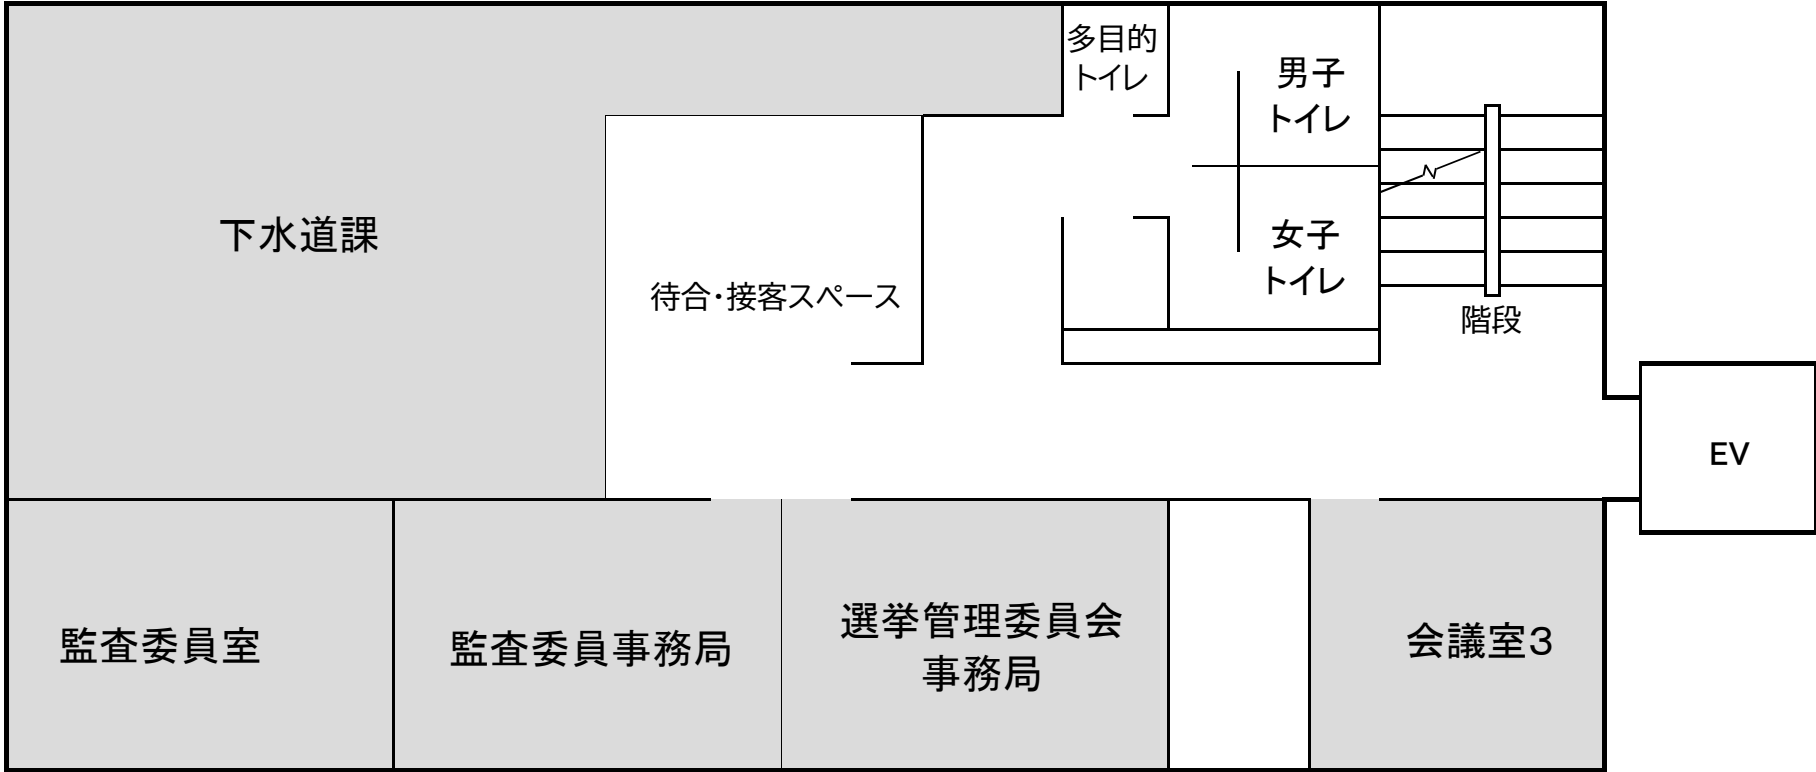 多目的
トイレ
男子
トイレ
下水道課
女子
トイレ
待合・接客スペース
階段
EV
監査委員室
監査委員事務局
選挙管理委員会
事務局
会議室3